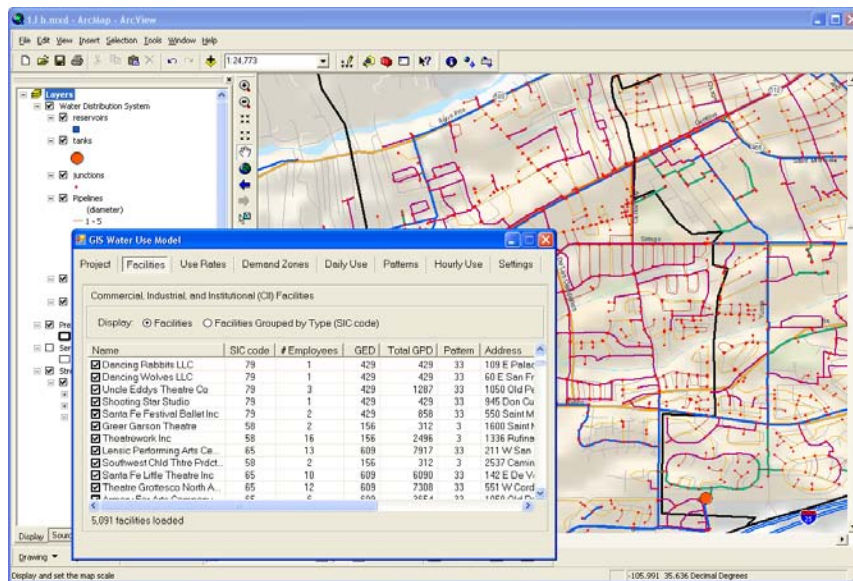 1J b.mxd - ArcMap - ArcView
File Edit View Insert Selection Tools Window Help
1:24,773
Layers
Water Distribution System
reservoirs
tanks
junctions
Pipelines
(diameter)
1 - 5
GIS Water Use Model
Project Facilities Use Rates Demand Zones Daily Use Patterns Hourly Use Settings
Commercial, Industrial, and Institutional (CII) Facilities
Display: Facilities Facilities Grouped by Type (SIC code)
Name SIC code # Employees GED Total GPD Pattern Address
Dancing Rabbits LLC 79 1 429 429 33 109 E Palac
Dancing Wolves LLC 79 1 429 429 33 60 E San Fr
Uncle Eddys Theatre Co 79 3 429 1287 33 1050 Old Pe
Shooting Star Studio 79 1 429 429 33 945 Don Cu
Santa Fe Festival Ballet Inc 79 2 429 858 33 550 Saint M
Greer Garson Theatre 58 2 156 312 3 1600 Saint M
Theatrework Inc 58 16 156 2496 3 1336 Rufina
Lensic Performing Arts Ce... 65 13 609 7917 33 211 W San
Southwest Chld Thtre Prdct... 58 2 156 312 3 2537 Camin
Santa Fe Little Theatre Inc 65 10 609 6090 33 142 E De V
Theatre Grottesco North A... 65 12 609 7308 33 551 W Cord
5,091 facilities loaded
Display Sourc
Drawing
Display and set the map scale
-105.991 35.636 Decimal Degrees